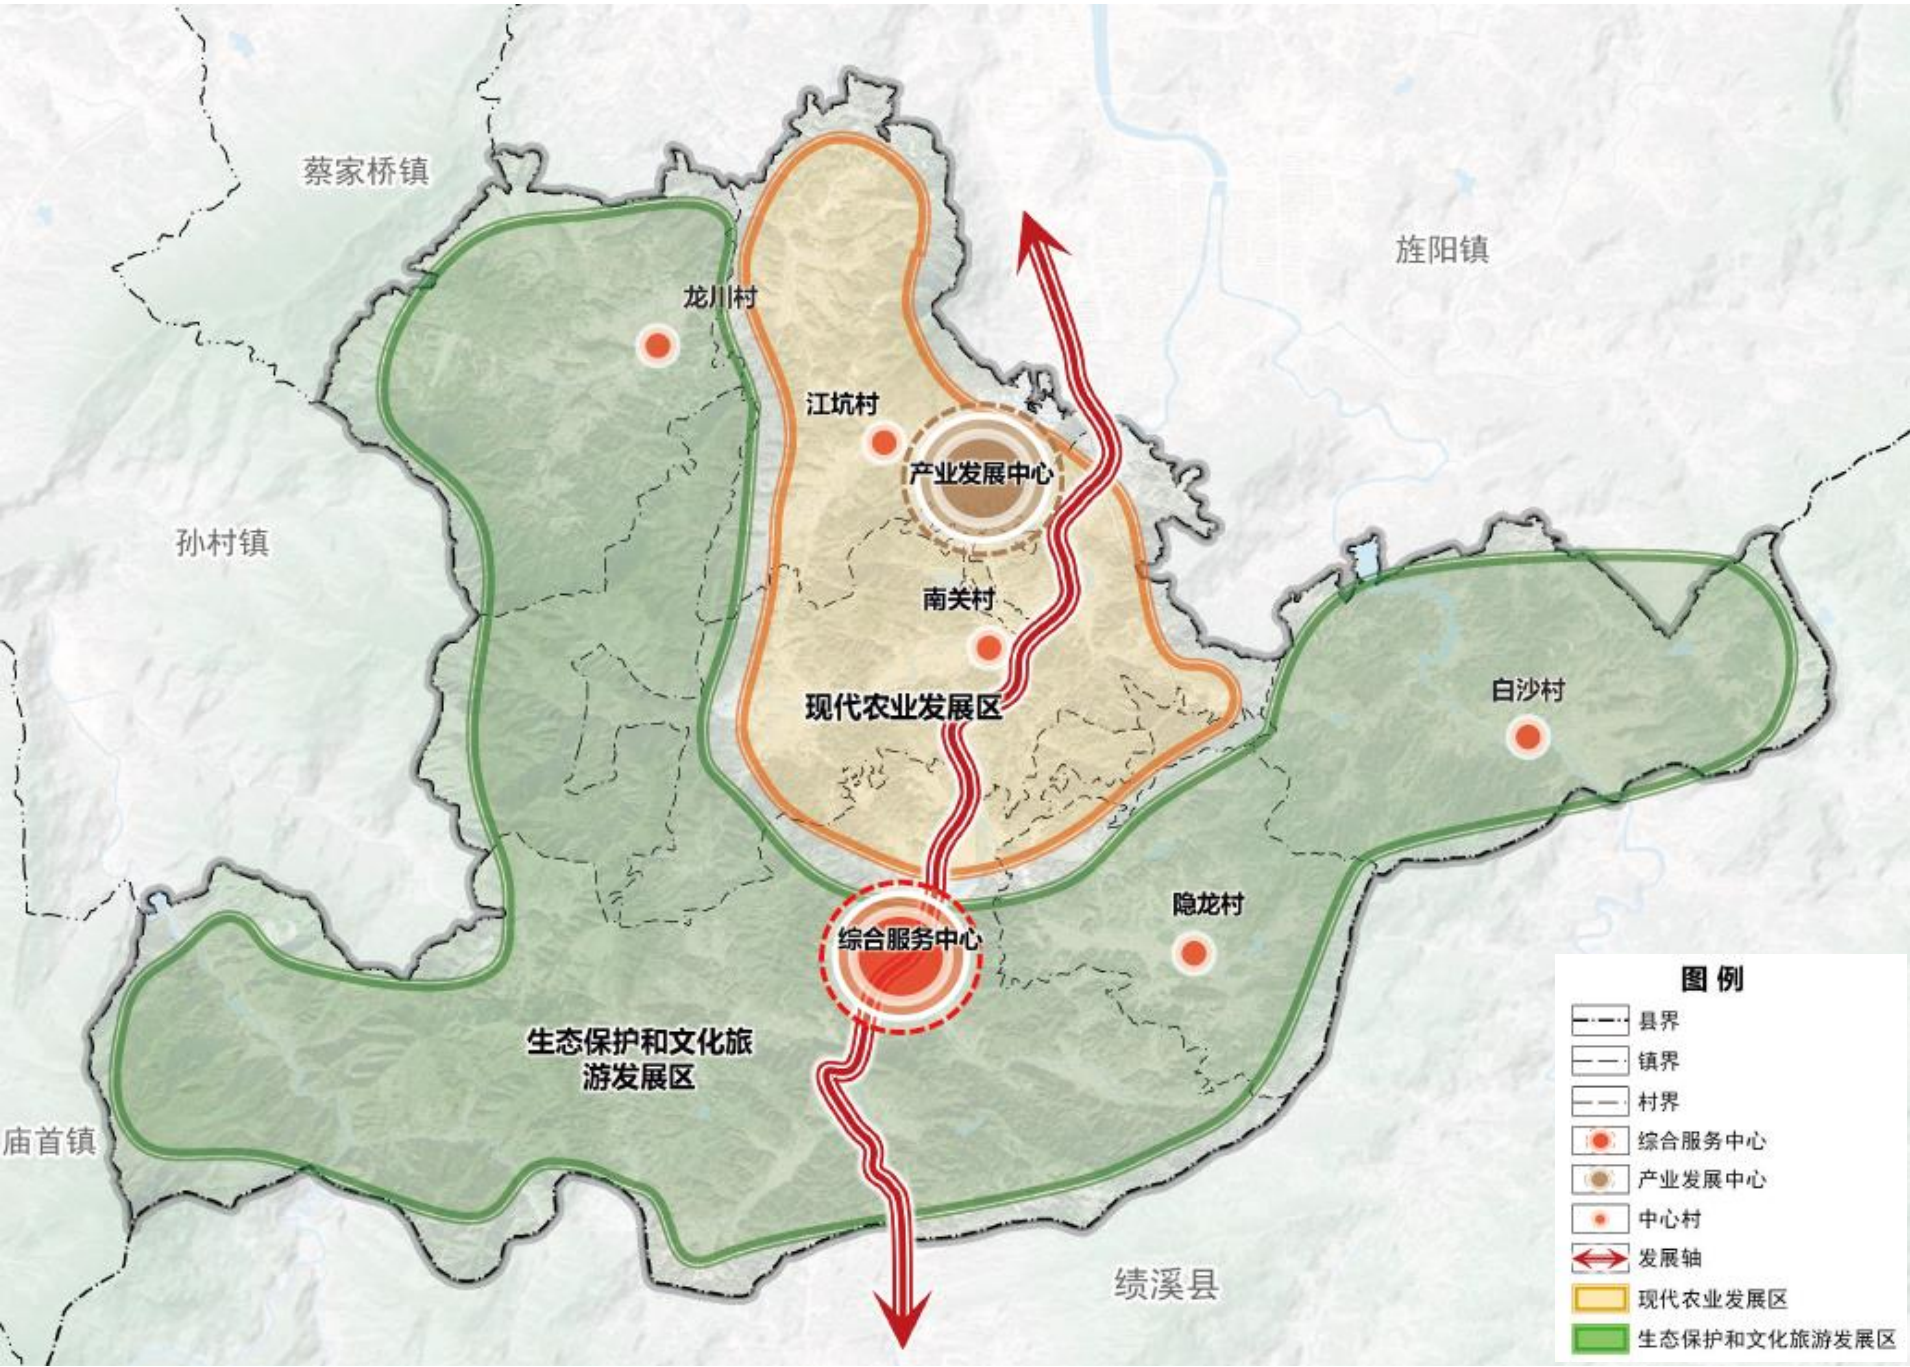 蔡家桥镇
旌阳镇
龙川村
江坑村
产业发展中心
孙村镇
南关村
白沙村
现代农业发展区
隐龙村
综合服务中心
生态保护和文化旅
游发展区
庙首镇
绩溪县
图例
县界
镇界
村界
综合服务中心
产业发展中心
中心村
发展轴
现代农业发展区
生态保护和文化旅游发展区